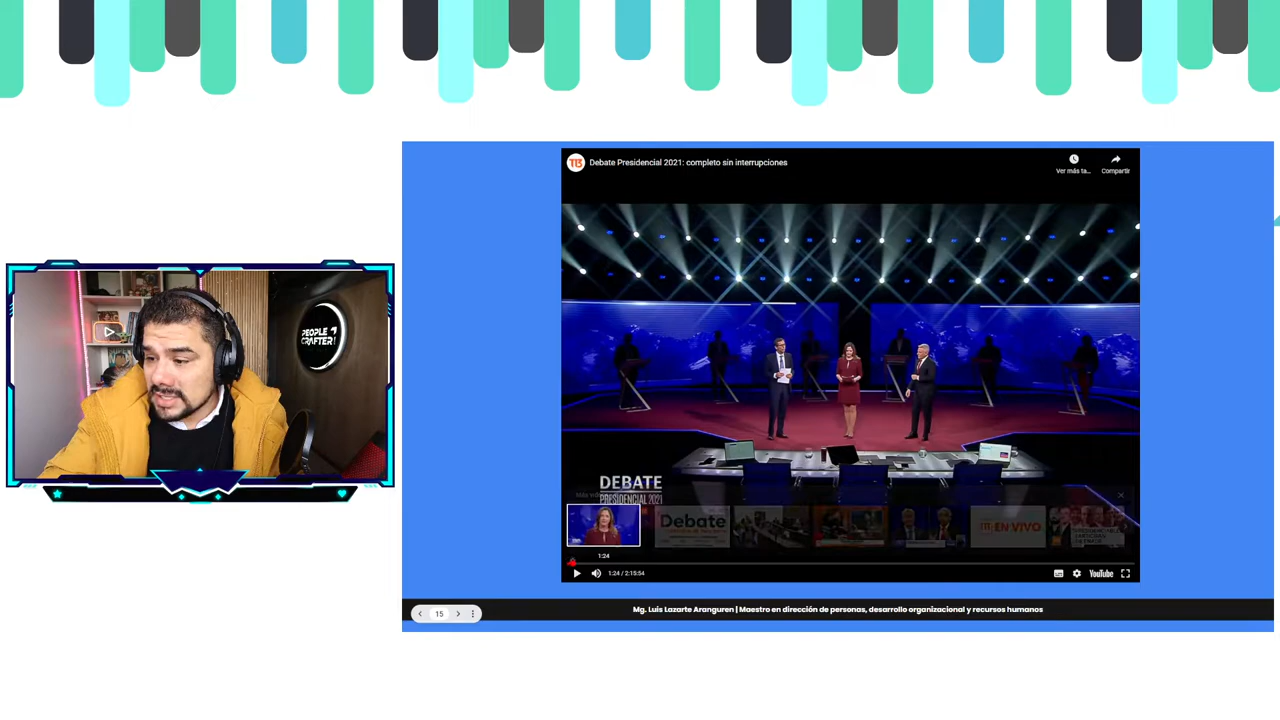 T13
Debate Presidencial 2021: completo sin interrupciones
Ver más ta...
Compartir
PEOPLE
CRAFTER!
DEBATE
PRESIDENCIAL 2021
Debate
EN VIVO
1:24
1:24 / 2:15:54
YouTube
Mg. Luis Lazarte Aranguren | Maestro en dirección de personas, desarrollo organizacional y recursos humanos
15